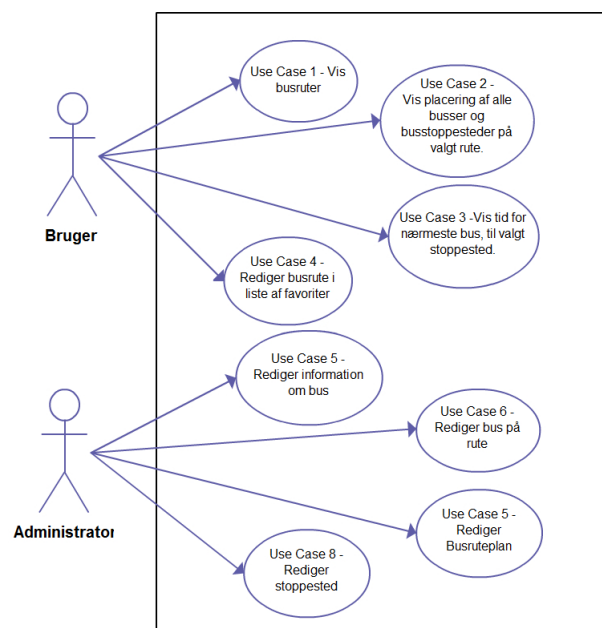 Use Case 1 - Vis
busruter
Use Case 2 -
Vis placering af alle
busser og
busstoppesteder på
valgt rute.
Bruger
Use Case 3 -Vis tid for
nærmeste bus, til valgt
stoppested.
Use Case 4 -
Rediger busrute i
liste af favoriter
Use Case 5 -
Rediger information
om bus
Use Case 6 -
Rediger bus på
rute
Administrator
Use Case 5 -
Rediger
Busruteplan
Use Case 8 -
Rediger
stoppested